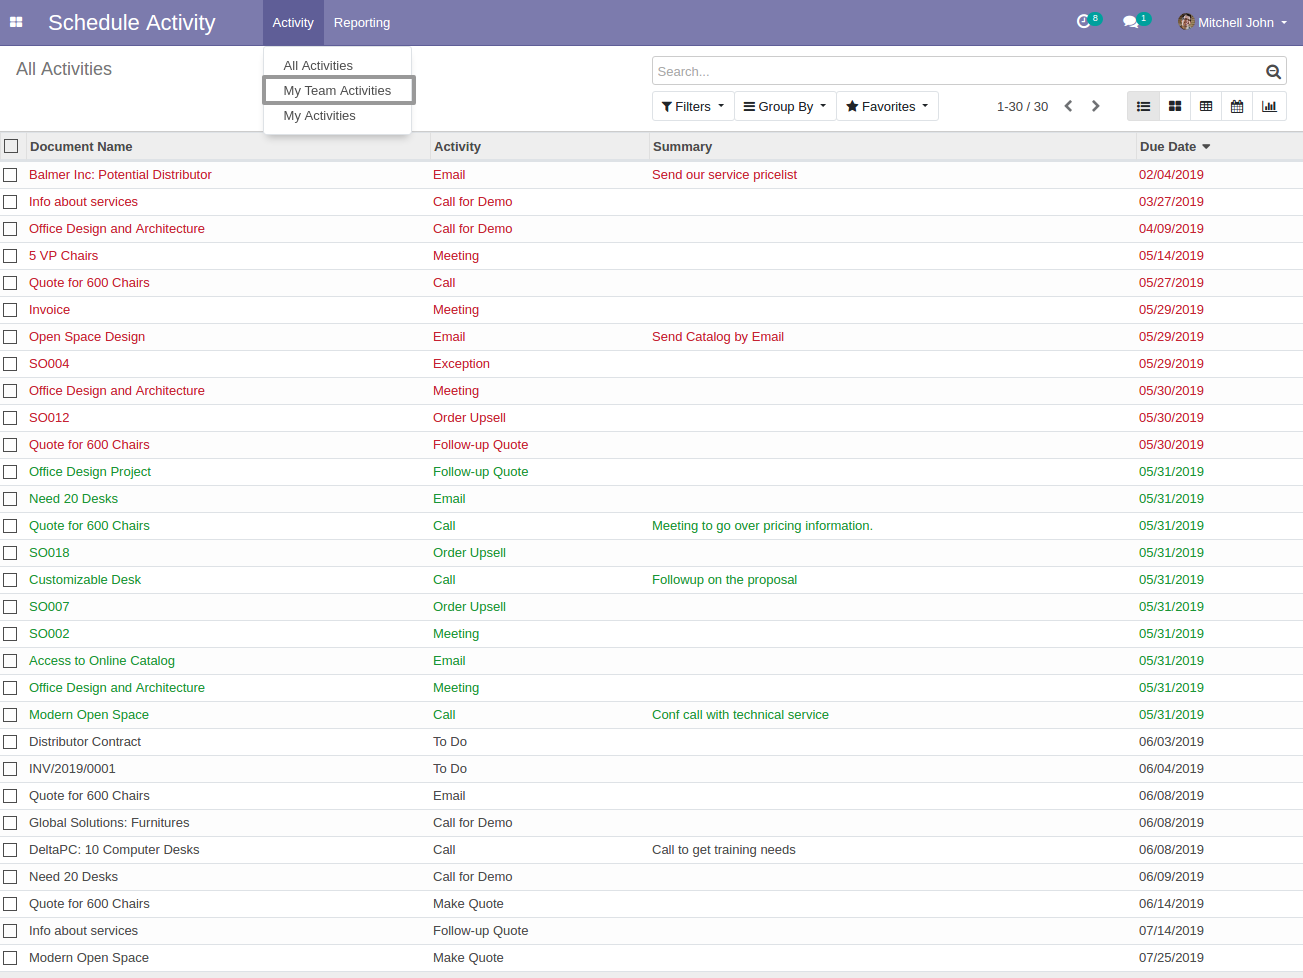 Schedule Activity Activity Reporting 8 1 Mitchell John
All Activities
My Team Activities
My Activities
All Activities
Search...
Filters Group By Favorites 1-30 / 30
Document Name Activity Summary Due Date
Balmer Inc: Potential Distributor Email Send our service pricelist 02/04/2019
Info about services Call for Demo 03/27/2019
Office Design and Architecture Call for Demo 04/09/2019
5 VP Chairs Meeting 05/14/2019
Quote for 600 Chairs Call 05/27/2019
Invoice Meeting 05/29/2019
Open Space Design Email Send Catalog by Email 05/29/2019
SO004 Exception 05/29/2019
Office Design and Architecture Meeting 05/30/2019
SO012 Order Upsell 05/30/2019
Quote for 600 Chairs Follow-up Quote 05/30/2019
Office Design Project Follow-up Quote 05/31/2019
Need 20 Desks Email 05/31/2019
Quote for 600 Chairs Call Meeting to go over pricing information. 05/31/2019
SO018 Order Upsell 05/31/2019
Customizable Desk Call Followup on the proposal 05/31/2019
SO007 Order Upsell 05/31/2019
SO002 Meeting 05/31/2019
Access to Online Catalog Email 05/31/2019
Office Design and Architecture Meeting 05/31/2019
Modern Open Space Call Conf call with technical service 05/31/2019
Distributor Contract To Do 06/03/2019
INV/2019/0001 To Do 06/04/2019
Quote for 600 Chairs Email 06/08/2019
Global Solutions: Furnitures Call for Demo 06/08/2019
DeltaPC: 10 Computer Desks Call Call to get training needs 06/08/2019
Need 20 Desks Call for Demo 06/09/2019
Quote for 600 Chairs Make Quote 06/14/2019
Info about services Follow-up Quote 07/14/2019
Modern Open Space Make Quote 07/25/2019